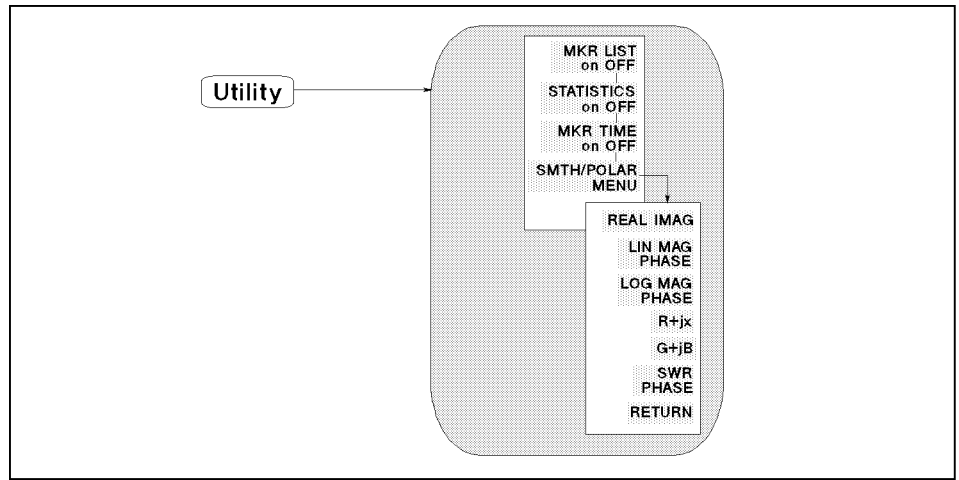 Utility
MKR LIST
on OFF
STATISTICS
on OFF
MKR TIME
on OFF
SMTH/POLAR
MENU
REAL IMAG
LIN MAG
PHASE
LOG MAG
PHASE
R+jx
G+jB
SWR
PHASE
RETURN